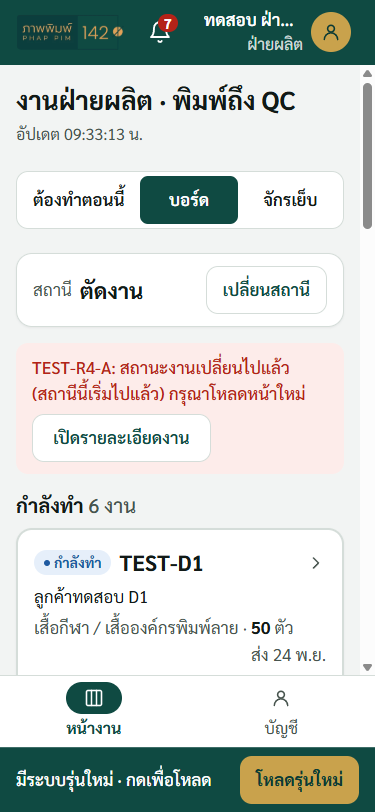 ภาพพิมพ์
PHAP PIM
142
7
ทดสอบ ฝ่า...
ฝ่ายผลิต
งานฝ่ายผลิต · พิมพ์ถึง QC
อัปเดต 09:33:13 น.
ต้องทำตอนนี้ บอร์ด จักรเย็บ
สถานี ตัดงาน เปลี่ยนสถานี
TEST-R4-A: สถานะงานเปลี่ยนไปแล้ว
(สถานีนี้เริ่มไปแล้ว) กรุณาโหลดหน้าใหม่
เปิดรายละเอียดงาน
กำลังทำ 6 งาน
กำลังทำ TEST-D1
ลูกค้าทดสอบ D1
เสื้อกีฬา / เสื้อองค์กรพิมพ์ลาย · 50 ตัว
ส่ง 24 พ.ย.
หน้างาน บัญชี
มีระบบรุ่นใหม่ · กดเพื่อโหลด โหลดรุ่นใหม่